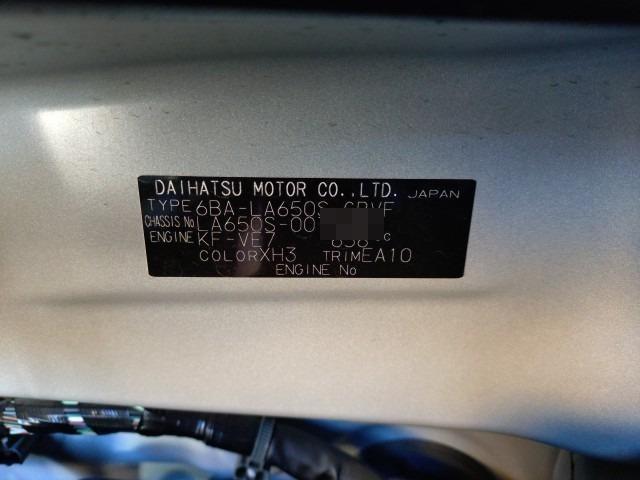 DAIHATSU MOTOR CO.,LTD. JAPAN
TYPE 6BA-LA650S-GBVF
CHASSIS No LA650S-00
ENGINE KF-VE7 658 cc
COLOR XH3 TRIM EA10
ENGINE No